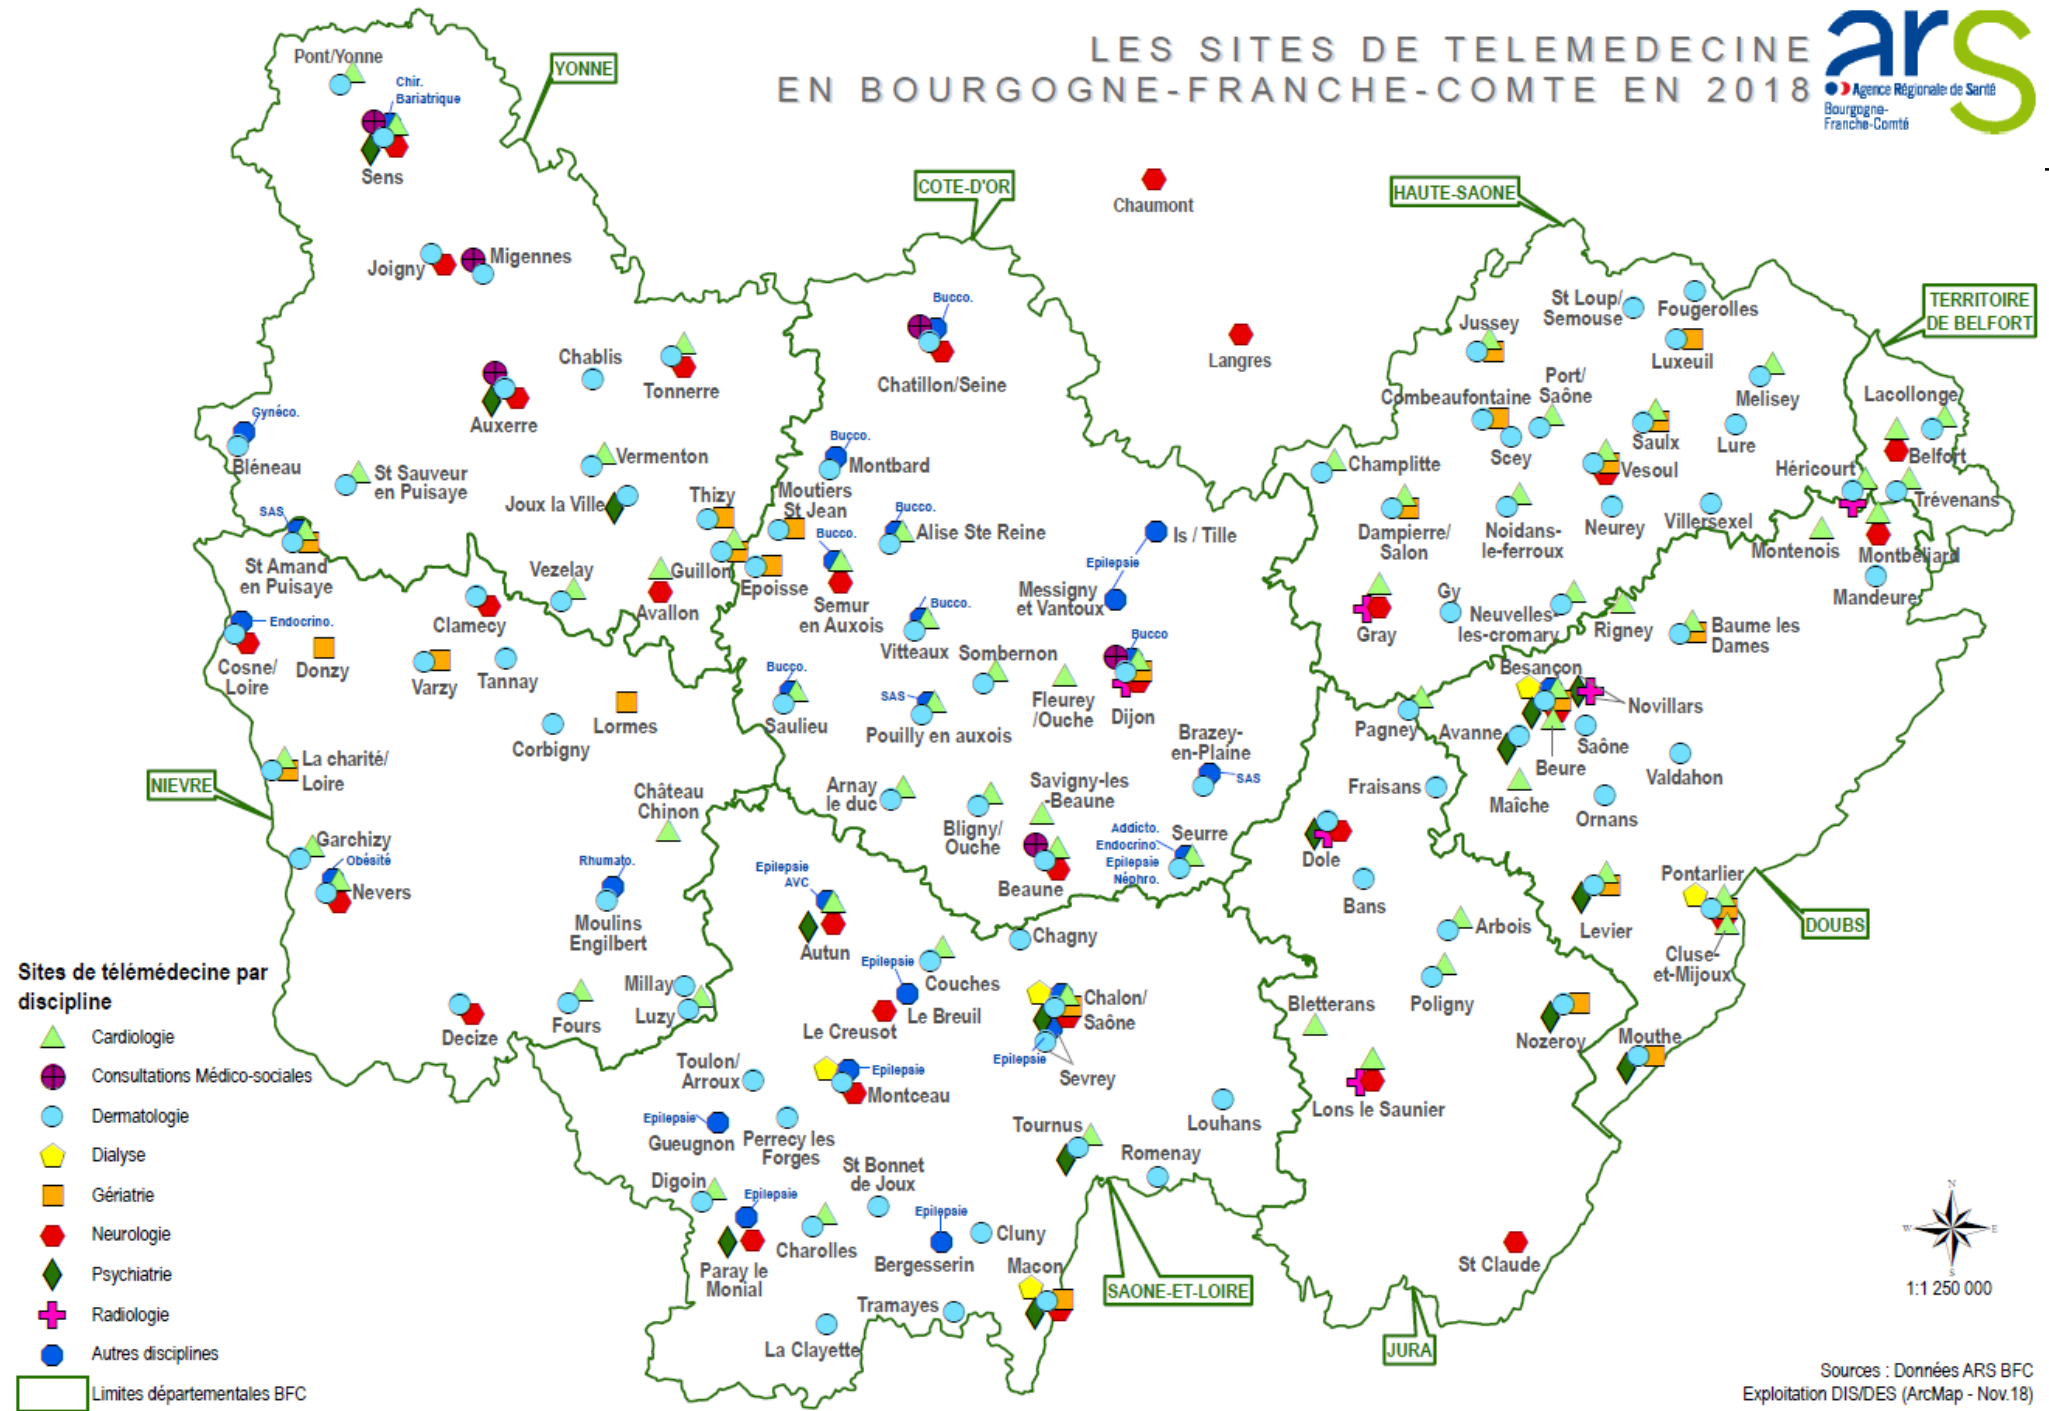 LES SITES DE TELEMEDECINE
EN BOURGOGNE-FRANCHE-COMTE EN 2018
ars
Agence Régionale de Santé
Bourgogne-
Franche-Comté
YONNE
COTE-D'OR
HAUTE-SAONE
TERRITOIRE
DE BELFORT
NIEVRE
DOUBS
SAONE-ET-LOIRE
JURA
Pont/Yonne
Chir.
Bariatrique
Sens
Joigny
Migennes
Chablis
Tonnerre
Auxerre
Gynéco.
Bléneau
St Sauveur
en Puisaye
Vermenton
Joux la Ville
Thizy
SAS
St Amand
en Puisaye
Vezelay
Guillon
Avallon
Chaumont
Langres
Bucco.
Chatillon/Seine
Bucco.
Montbard
Moutiers
St Jean
Bucco.
Alise Ste Reine
Bucco.
Epoisse
Semur
en Auxois
Is / Tille
Epilepsie
Messigny
et Vantoux
Bucco.
Vitteaux
Sombernon
Bucco
Dijon
Fleurey
/Ouche
Bucco.
Saulieu
SAS
Pouilly en auxois
Brazey-
en-Plaine
SAS
Arnay
le duc
Bligny/
Ouche
Savigny-les
-Beaune
Beaune
Addicto.
Endocrino.
Epilepsie
Néphro.
Seurre
Jussey
St Loup/
Semouse
Fougerolles
Luxeuil
Combeaufontaine
Port/
Saône
Melisey
Scey
Saulx
Lure
Champlitte
Vesoul
Dampierre/
Salon
Noidans-
le-ferroux
Neurey
Villersexel
Héricourt
Gray
Gy
Neuvelles-
les-cromary
Lacollonge
Belfort
Trévenans
Montenois
Montbéliard
Mandeure
Rigney
Baume les
Dames
Besançon
Novillars
Avanne
Saône
Beure
Valdahon
Maîche
Ornans
Levier
Pontarlier
Cluse-
et-Mijoux
Mouthe
Pagney
Fraisans
Dole
Bans
Arbois
Poligny
Bletterans
Nozeroy
Lons le Saunier
St Claude
Clamecy
Endocrino.
Cosne/
Loire
Donzy
Varzy
Tannay
Lormes
Corbigny
La charité/
Loire
Château
Chinon
Garchizy
Obésité
Nevers
Rhumato.
Moulins
Engilbert
Millay
Luzy
Decize
Fours
Epilepsie
AVC
Autun
Chagny
Epilepsie
Couches
Le Creusot
Le Breuil
Chalon/
Saône
Epilepsie
Sevrey
Toulon/
Arroux
Epilepsie
Montceau
Epilepsie
Gueugnon
Perrecy les
Forges
Louhans
Tournus
Romenay
St Bonnet
de Joux
Digoin
Epilepsie
Charolles
Epilepsie
Cluny
Bergesserin
Paray le
Monial
Macon
Tramayes
La Clayette
Sites de télémédecine par
discipline
Cardiologie
Consultations Médico-sociales
Dermatologie
Dialyse
Gériatrie
Neurologie
Psychiatrie
Radiologie
Autres disciplines
Limites départementales BFC
N
W
E
S
1:1 250 000
Sources : Données ARS BFC
Exploitation DIS/DES (ArcMap - Nov.18)